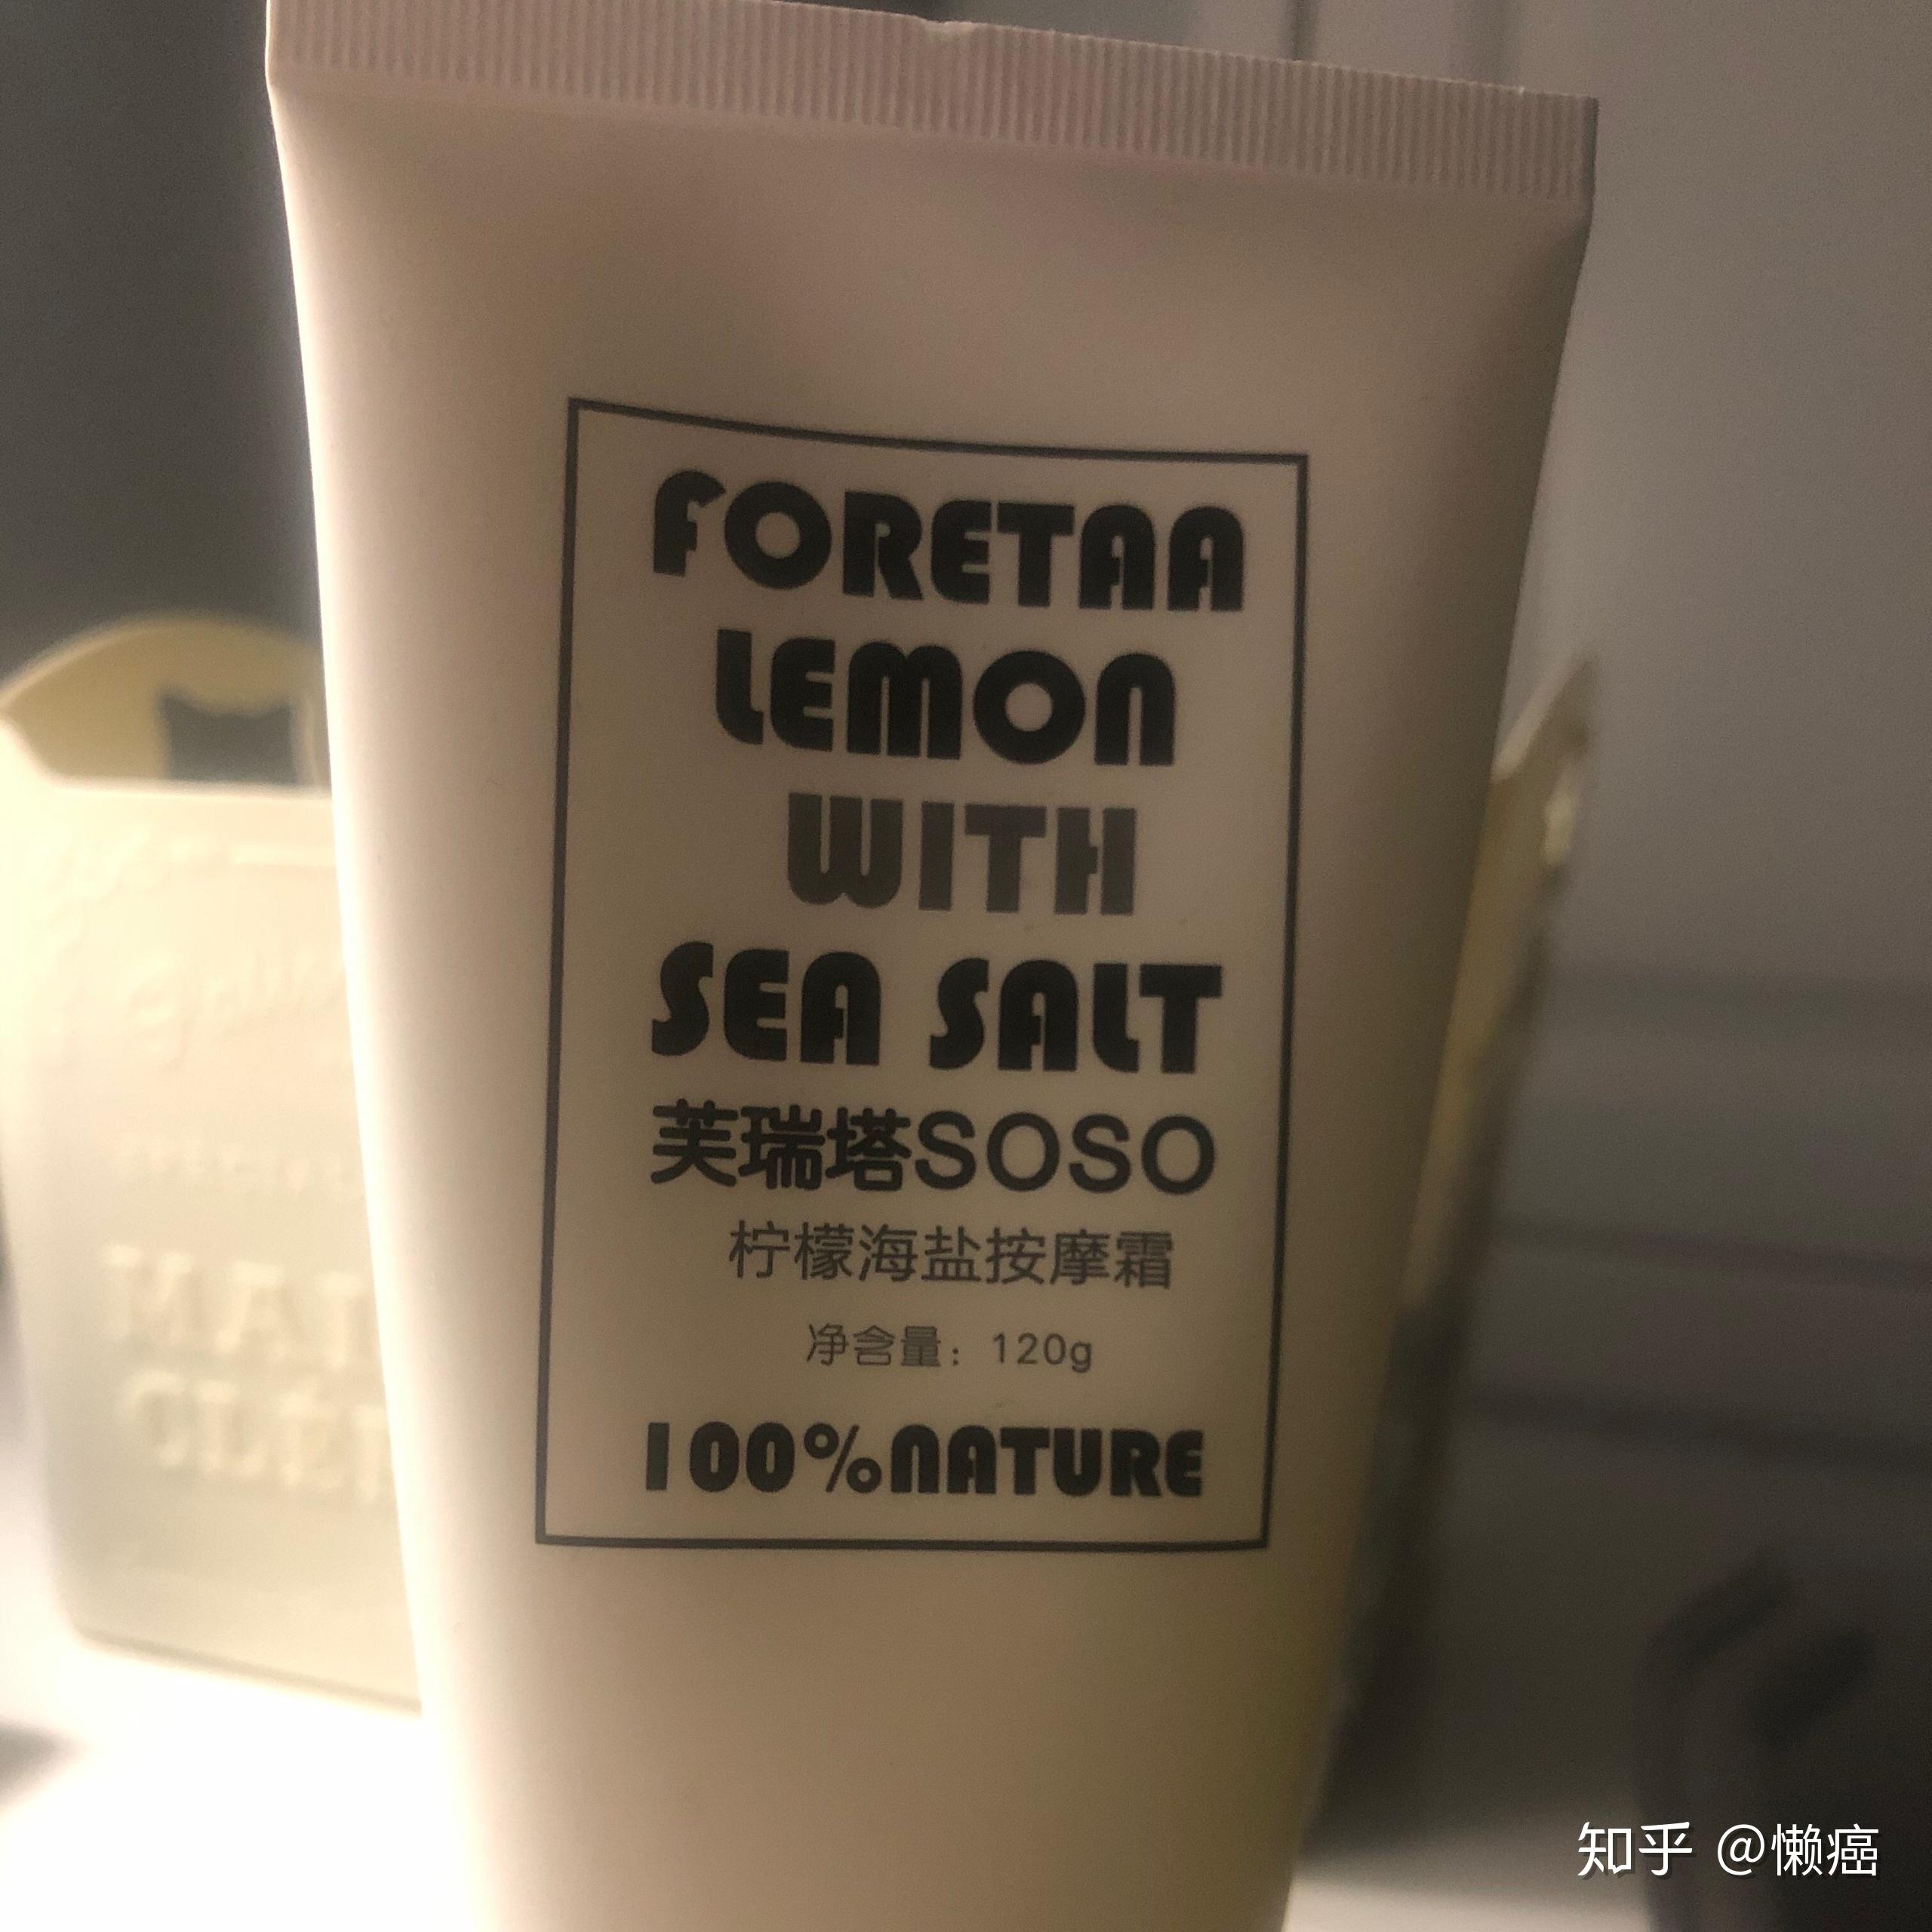 FORETAA
LEMON
WITH
SEA SALT
芙瑞塔SOSO
柠檬海盐按摩霜
净含量：120g
100%NATURE
知乎 @懒癌